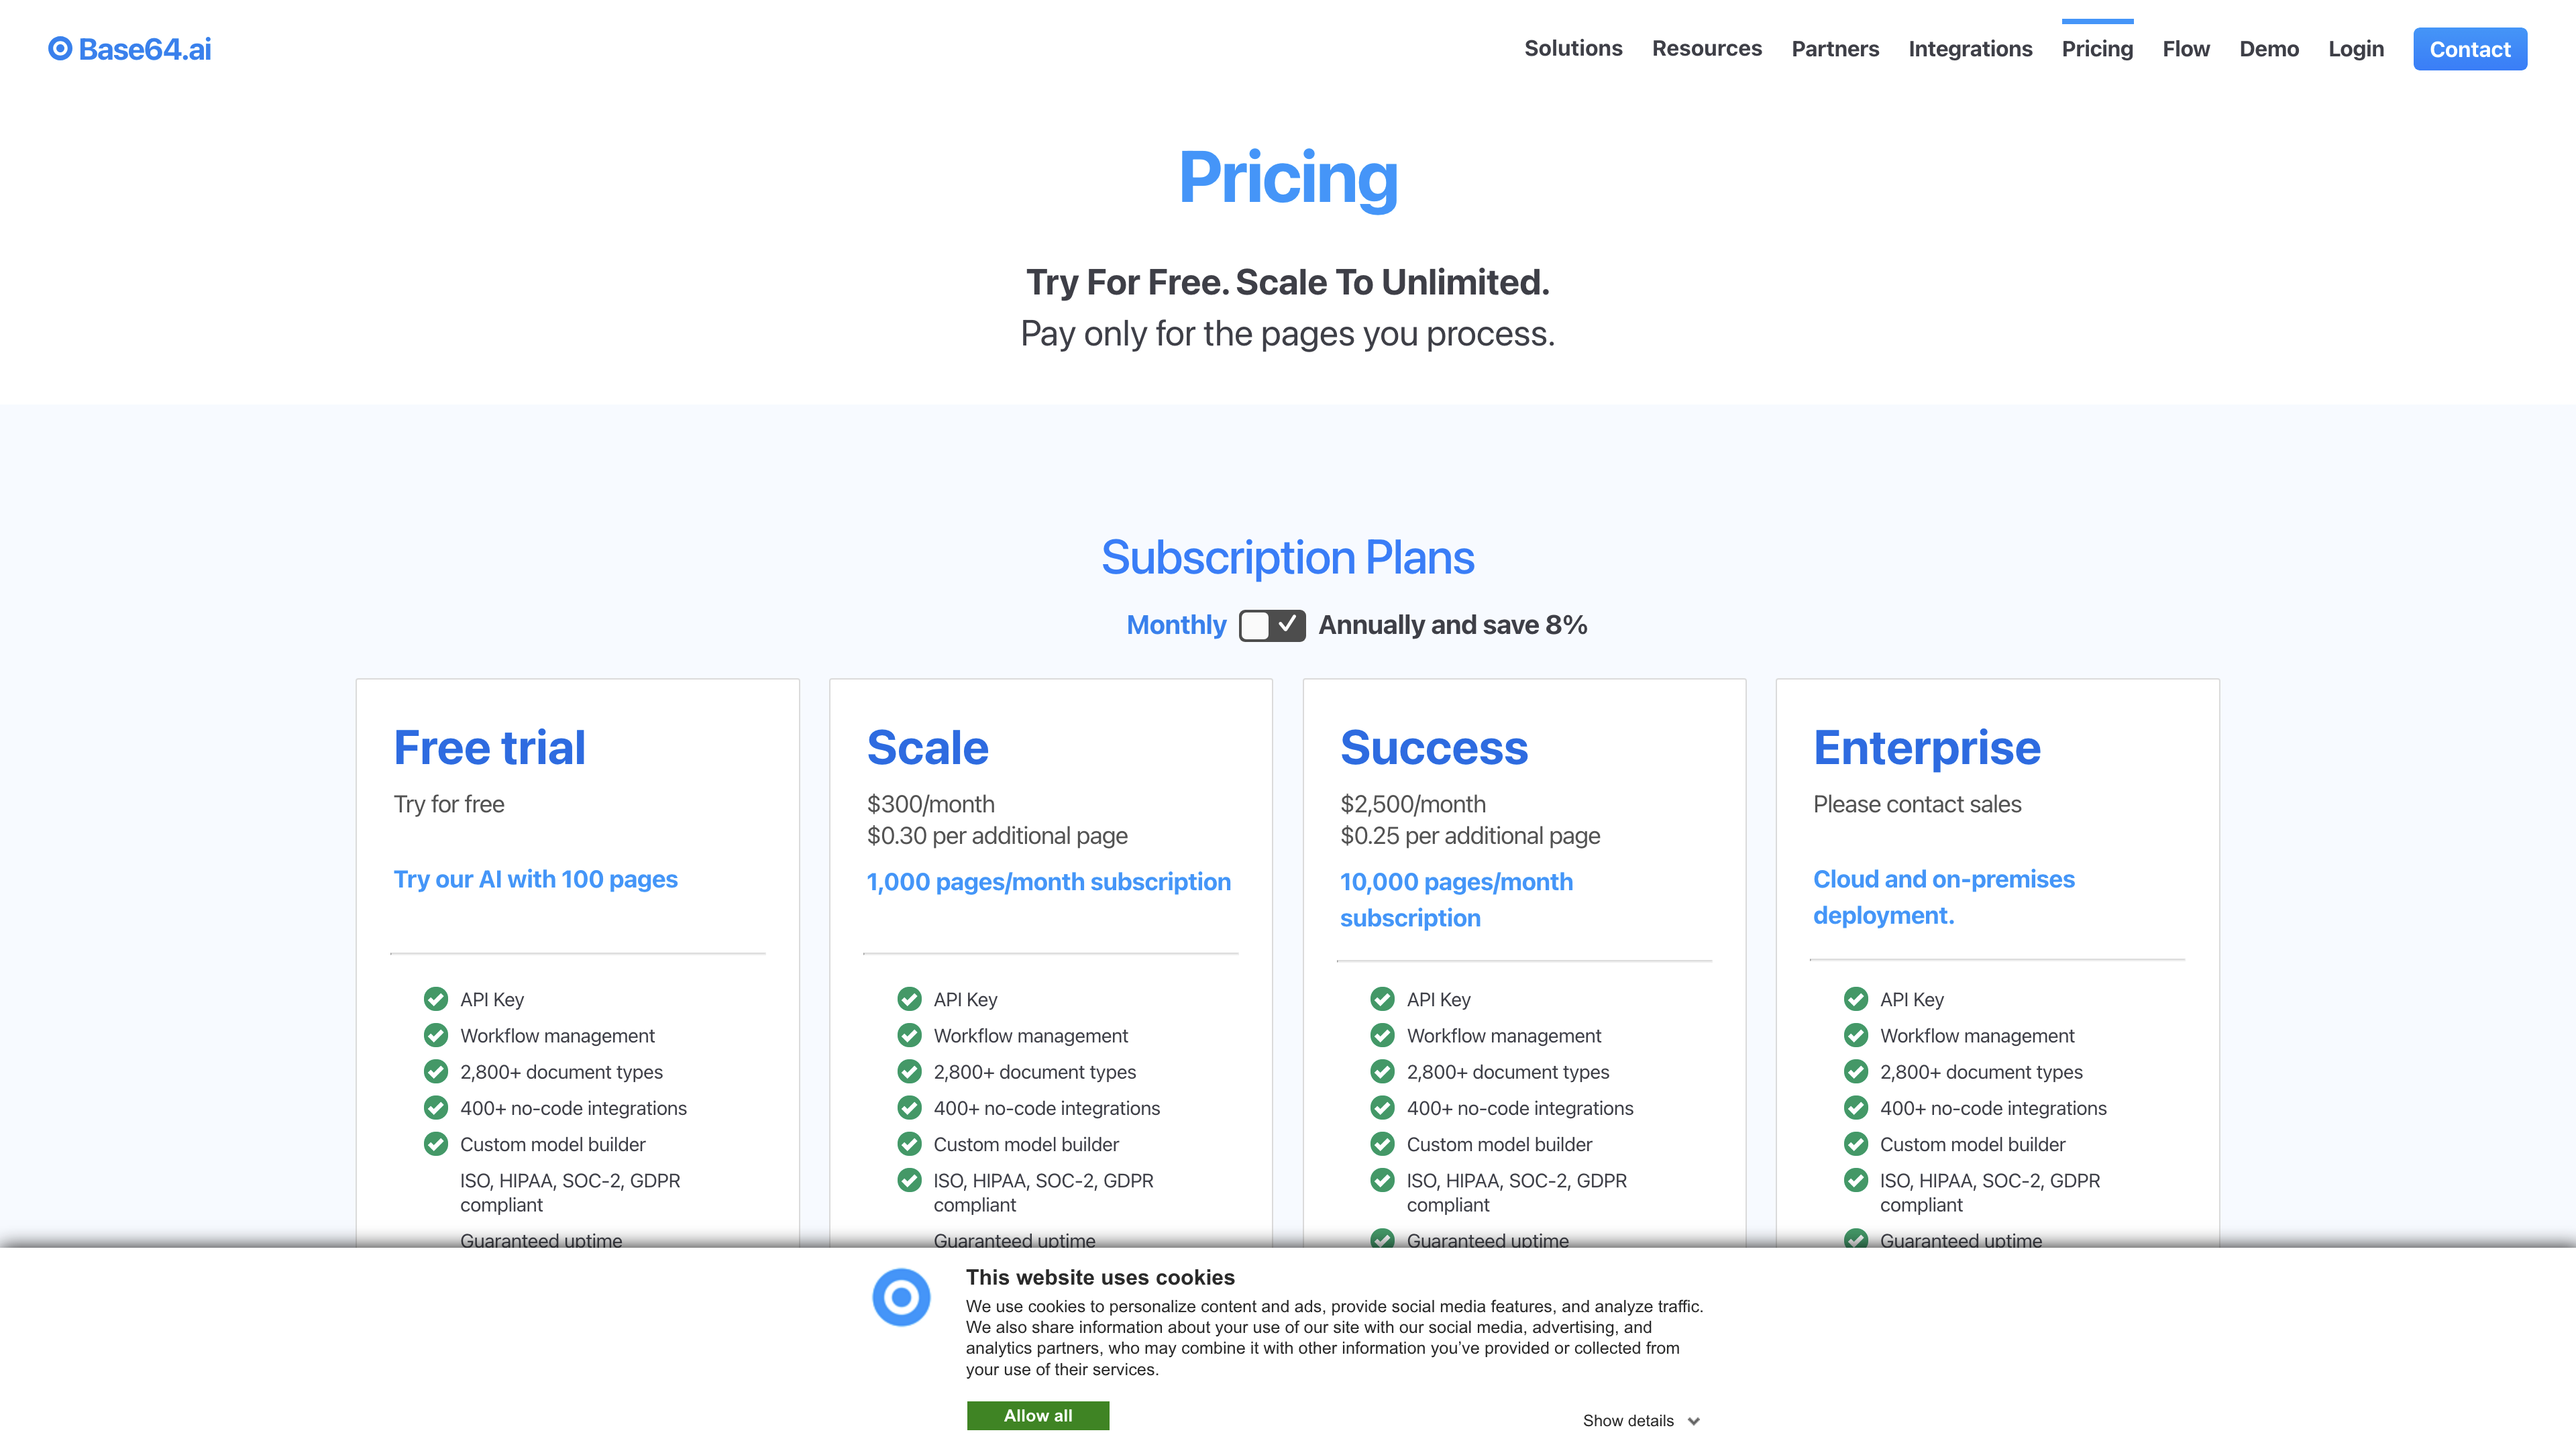 Base64.ai
Solutions Resources Partners Integrations Pricing Flow Demo Login Contact
Pricing
Try For Free. Scale To Unlimited.
Pay only for the pages you process.
Subscription Plans
Monthly Annually and save 8%
Free trial
Try for free
Try our AI with 100 pages
API Key
Workflow management
2,800+ document types
400+ no-code integrations
Custom model builder
ISO, HIPAA, SOC-2, GDPR
compliant
Guaranteed uptime
Scale
$300/month
$0.30 per additional page
1,000 pages/month subscription
API Key
Workflow management
2,800+ document types
400+ no-code integrations
Custom model builder
ISO, HIPAA, SOC-2, GDPR
compliant
Guaranteed uptime
Success
$2,500/month
$0.25 per additional page
10,000 pages/month
subscription
API Key
Workflow management
2,800+ document types
400+ no-code integrations
Custom model builder
ISO, HIPAA, SOC-2, GDPR
compliant
Guaranteed uptime
Enterprise
Please contact sales
Cloud and on-premises
deployment.
API Key
Workflow management
2,800+ document types
400+ no-code integrations
Custom model builder
ISO, HIPAA, SOC-2, GDPR
compliant
Guaranteed uptime
This website uses cookies
We use cookies to personalize content and ads, provide social media features, and analyze traffic.
We also share information about your use of our site with our social media, advertising, and
analytics partners, who may combine it with other information you've provided or collected from
your use of their services.
Allow all
Show details